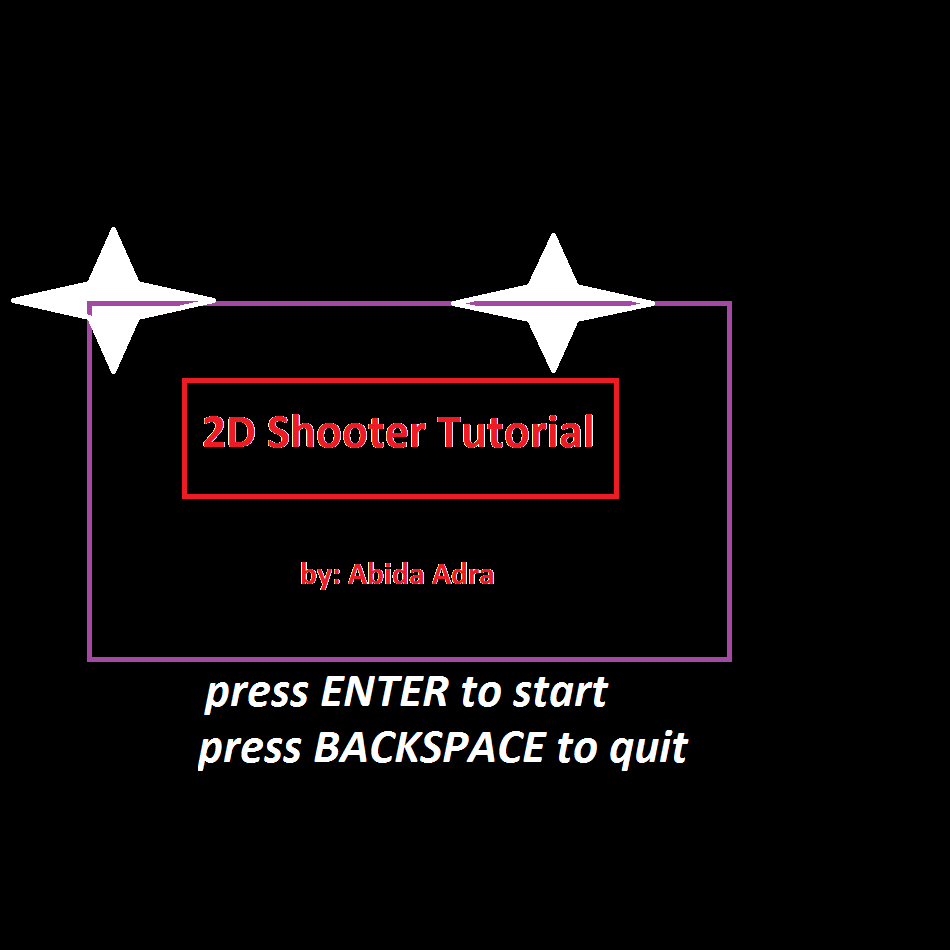 2D Shooter Tutorial
by: Abida Adra
press ENTER to start
press BACKSPACE to quit